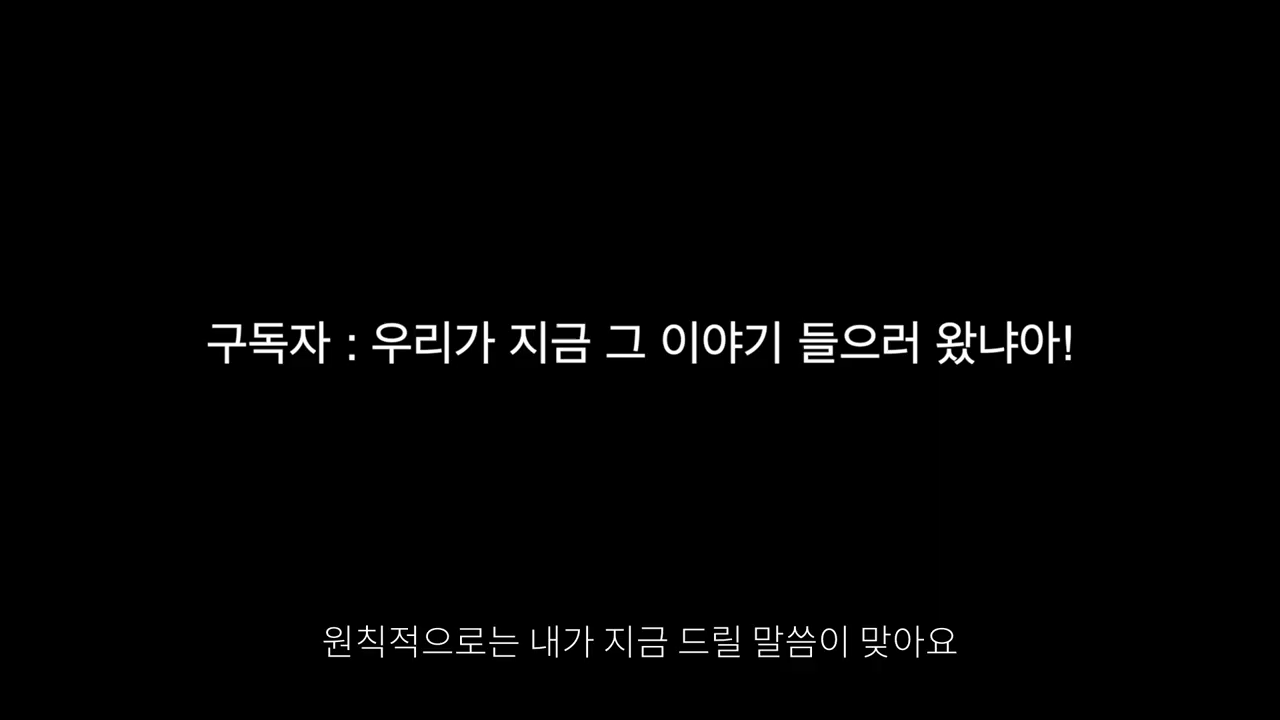 구독자 : 우리가 지금 그 이야기 들으러 왔냐아!
원칙적으로는 내가 지금 드릴 말씀이 맞아요